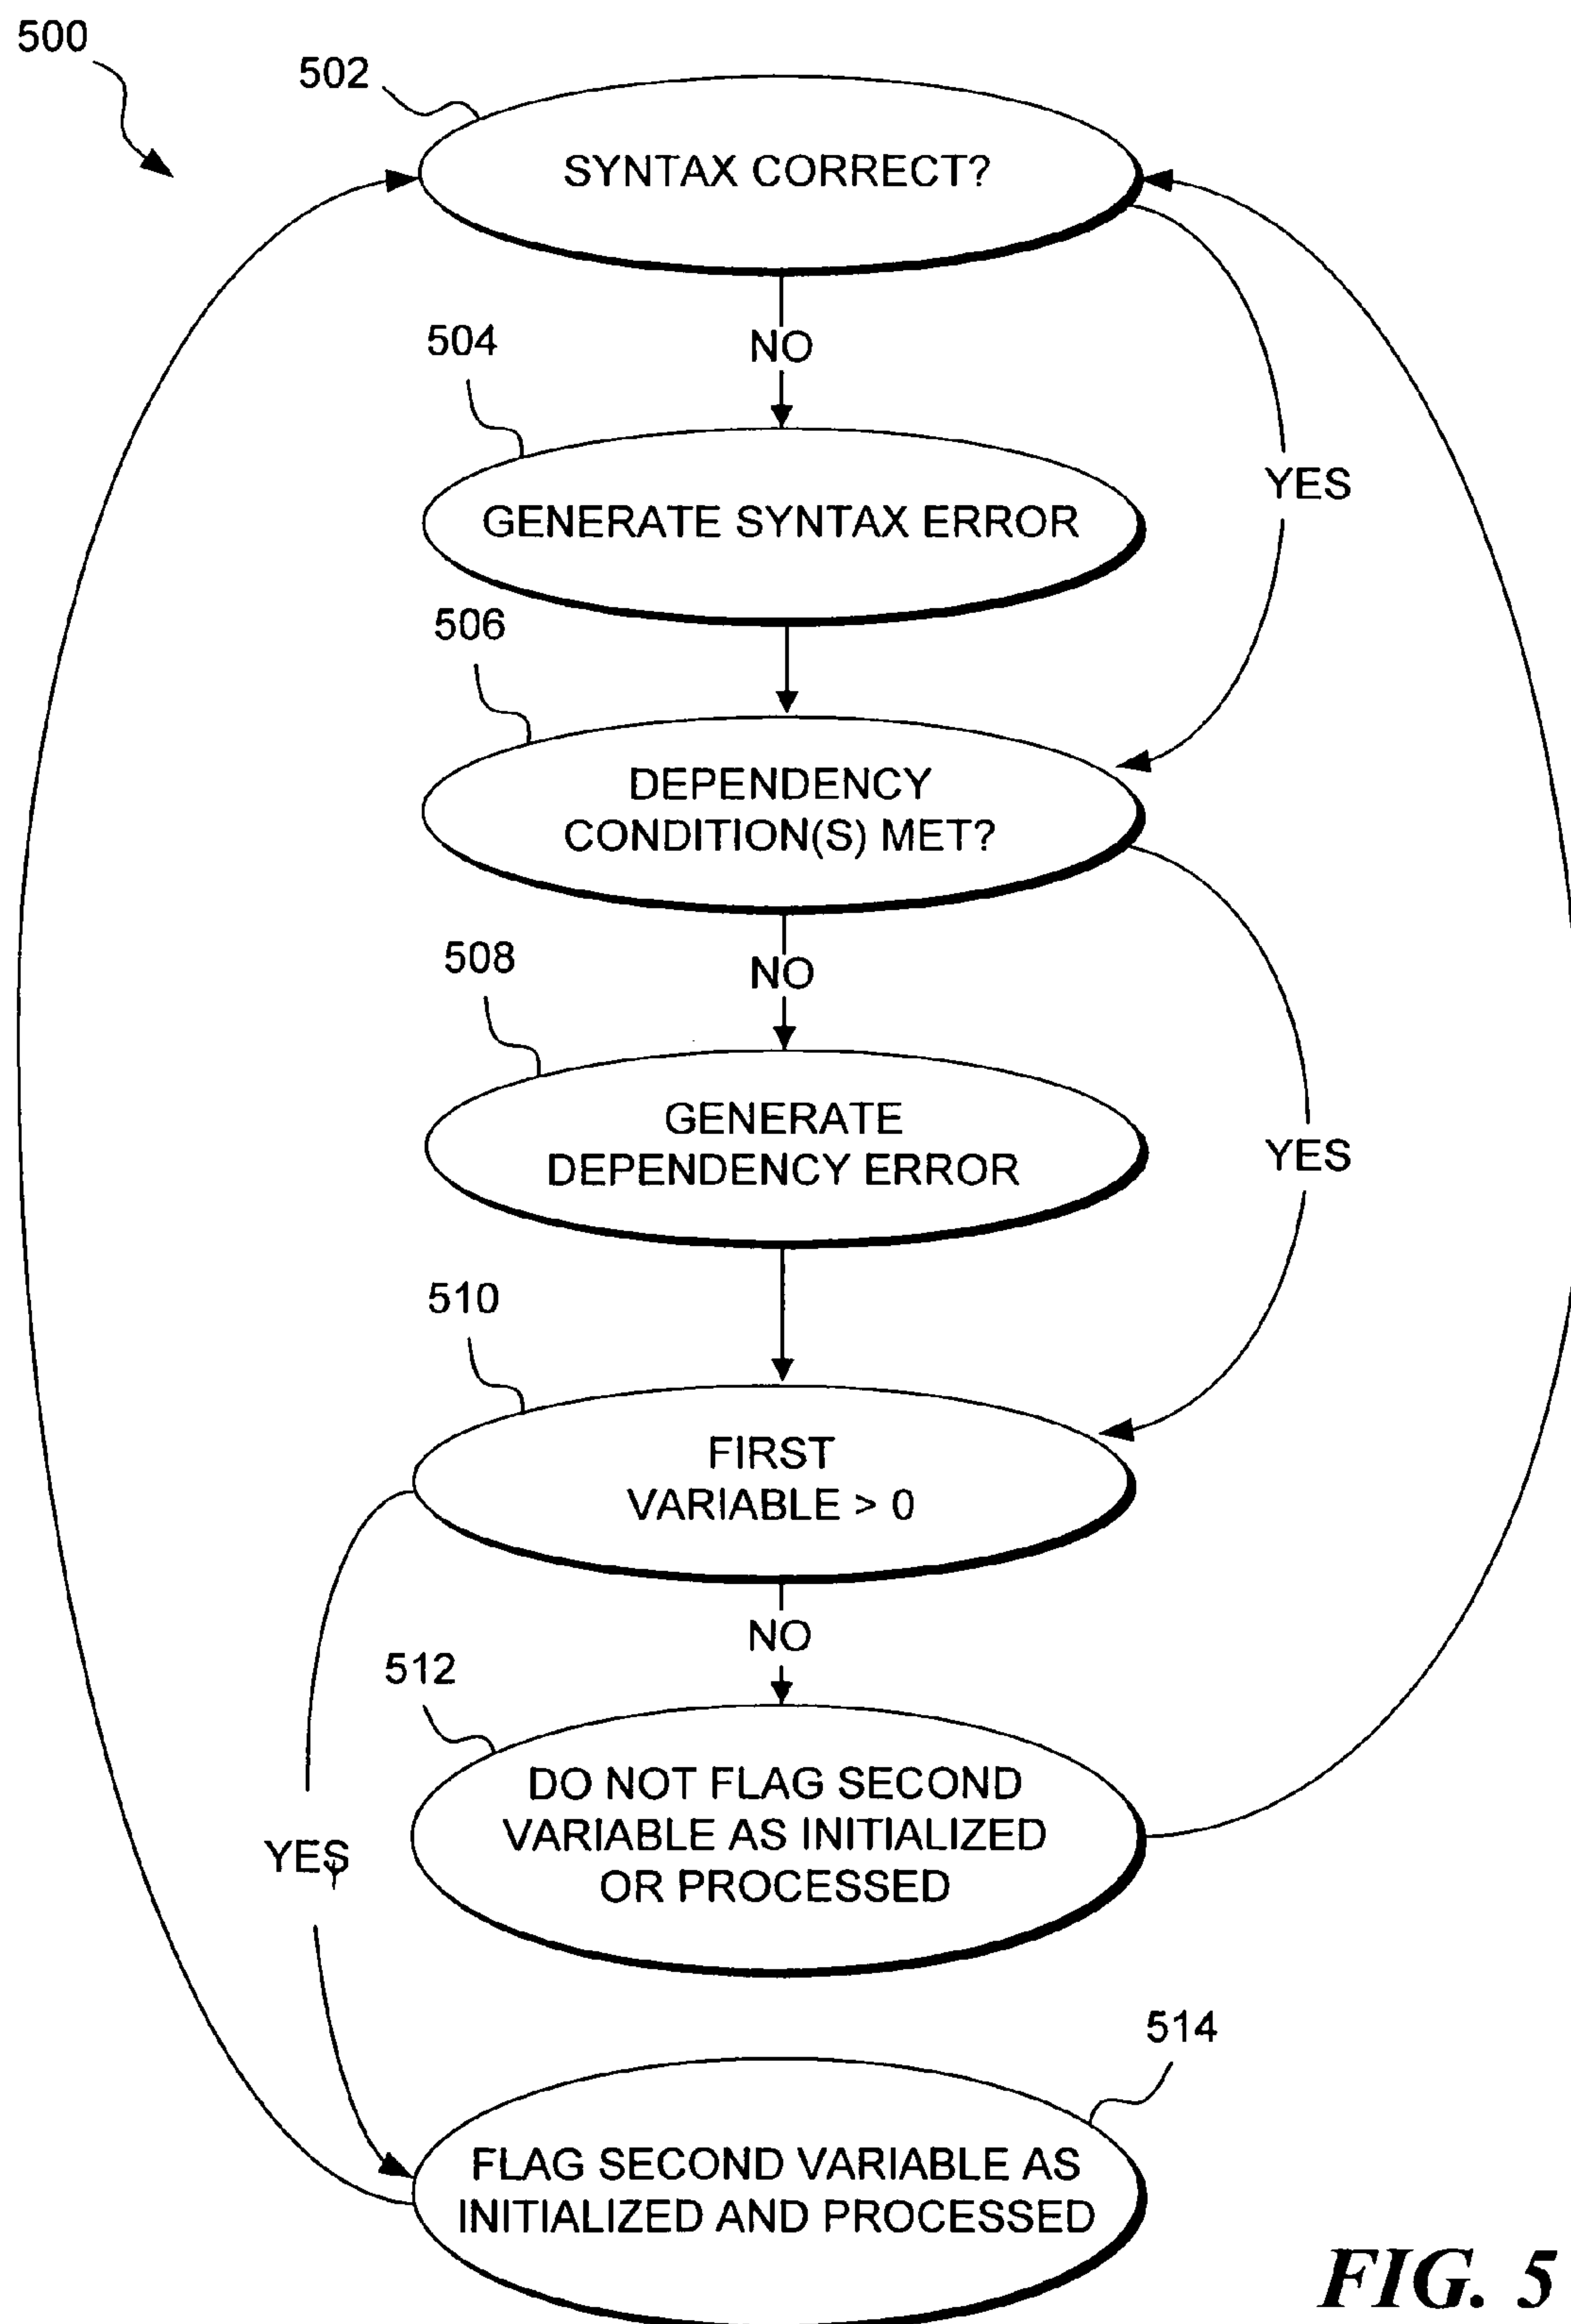 500
502
SYNTAX CORRECT?
NO
504
GENERATE SYNTAX ERROR
YES
506
DEPENDENCY
CONDITION(S) MET?
NO
508
GENERATE
DEPENDENCY ERROR
YES
510
FIRST
VARIABLE > 0
NO
512
DO NOT FLAG SECOND
VARIABLE AS INITIALIZED
OR PROCESSED
YES
514
FLAG SECOND VARIABLE AS
INITIALIZED AND PROCESSED
FIG. 5